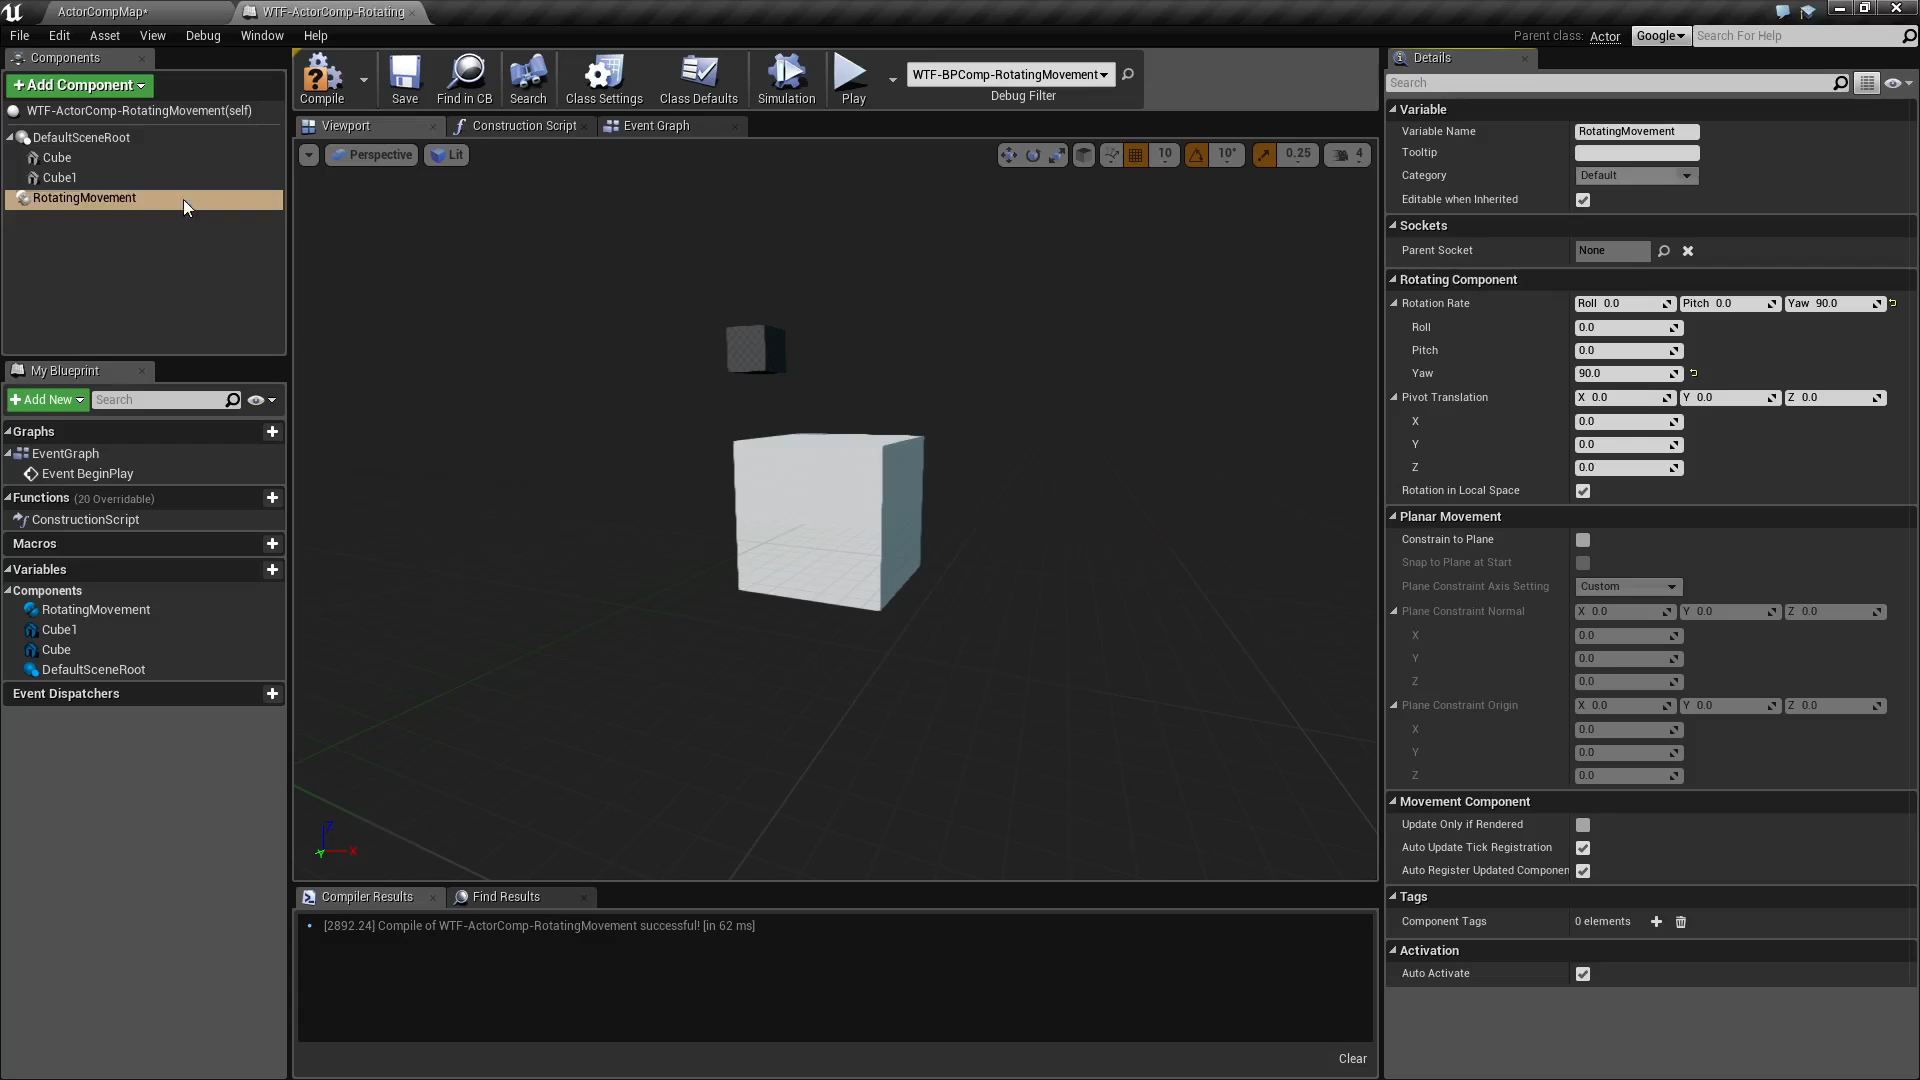 ActorCompMap*
WTF-ActorComp-Rotating
File Edit Asset View Debug Window Help
Parent class: Actor Google Search For Help
Components
+Add Component
WTF-ActorComp-RotatingMovement(self)
DefaultSceneRoot
Cube
Cube1
RotatingMovement
My Blueprint
+Add New Search
Graphs
EventGraph
Event BeginPlay
Functions (20 Overridable)
ConstructionScript
Macros
Variables
Components
RotatingMovement
Cube1
Cube
DefaultSceneRoot
Event Dispatchers
Compile Save Find in CB Search Class Settings Class Defaults Simulation Play
WTF-BPComp-RotatingMovement
Debug Filter
Viewport Construction Script Event Graph
Perspective Lit 10 10° 0.25 4
Z
Y X
Compiler Results Find Results
[2892.24] Compile of WTF-ActorComp-RotatingMovement successful! [in 62 ms]
Clear
Details
Search
Variable
Variable Name RotatingMovement
Tooltip
Category Default
Editable when Inherited
Sockets
Parent Socket None
Rotating Component
Rotation Rate Roll 0.0 Pitch 0.0 Yaw 90.0
Roll 0.0
Pitch 0.0
Yaw 90.0
Pivot Translation X 0.0 Y 0.0 Z 0.0
X 0.0
Y 0.0
Z 0.0
Rotation in Local Space
Planar Movement
Constrain to Plane
Snap to Plane at Start
Plane Constraint Axis Setting Custom
Plane Constraint Normal X 0.0 Y 0.0 Z 0.0
X 0.0
Y 0.0
Z 0.0
Plane Constraint Origin X 0.0 Y 0.0 Z 0.0
X 0.0
Y 0.0
Z 0.0
Movement Component
Update Only if Rendered
Auto Update Tick Registration
Auto Register Updated Componen
Tags
Component Tags 0 elements
Activation
Auto Activate